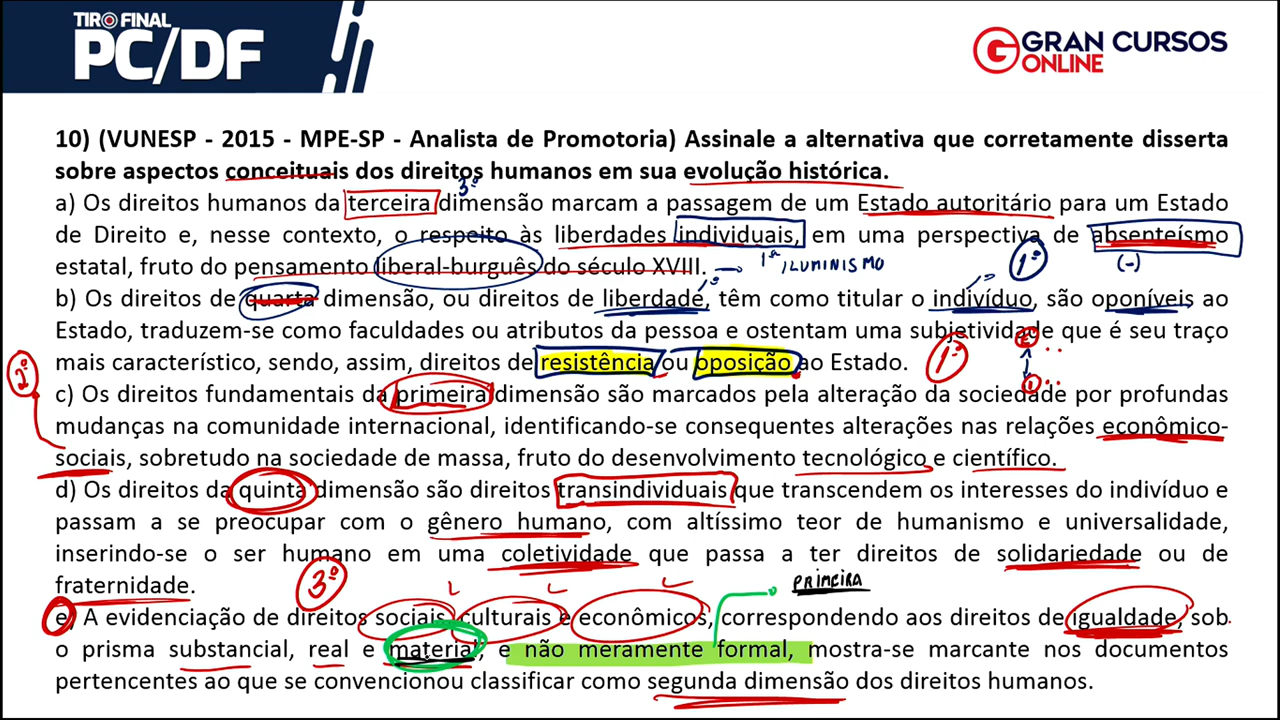 TIRO FINAL
PC/DF
GRAN CURSOS
ONLINE
10) (VUNESP - 2015 - MPE-SP - Analista de Promotoria) Assinale a alternativa que corretamente disserta
sobre aspectos conceituais dos direitos humanos em sua evolução histórica.
3º
a) Os direitos humanos da terceira dimensão marcam a passagem de um Estado autoritário para um Estado
de Direito e, nesse contexto, o respeito às liberdades individuais, em uma perspectiva de absenteísmo
estatal, fruto do pensamento liberal-burguês do século XVIII. 1ª ILUMINISMO 1º (-)
b) Os direitos de quarta dimensão, ou direitos de liberdade, têm como titular o indivíduo, são oponíveis ao
Estado, traduzem-se como faculdades ou atributos da pessoa e ostentam uma subjetividade que é seu traço
mais característico, sendo, assim, direitos de resistência ou oposição ao Estado. 1º
2º
c) Os direitos fundamentais da primeira dimensão são marcados pela alteração da sociedade por profundas
mudanças na comunidade internacional, identificando-se consequentes alterações nas relações econômico-
sociais, sobretudo na sociedade de massa, fruto do desenvolvimento tecnológico e científico.
d) Os direitos da quinta dimensão são direitos transindividuais que transcendem os interesses do indivíduo e
passam a se preocupar com o gênero humano, com altíssimo teor de humanismo e universalidade,
inserindo-se o ser humano em uma coletividade que passa a ter direitos de solidariedade ou de
fraternidade. 3º PRIMEIRA
e) A evidenciação de direitos sociais, culturais e econômicos, correspondendo aos direitos de igualdade, sob
o prisma substancial, real e material, e não meramente formal, mostra-se marcante nos documentos
pertencentes ao que se convencionou classificar como segunda dimensão dos direitos humanos.